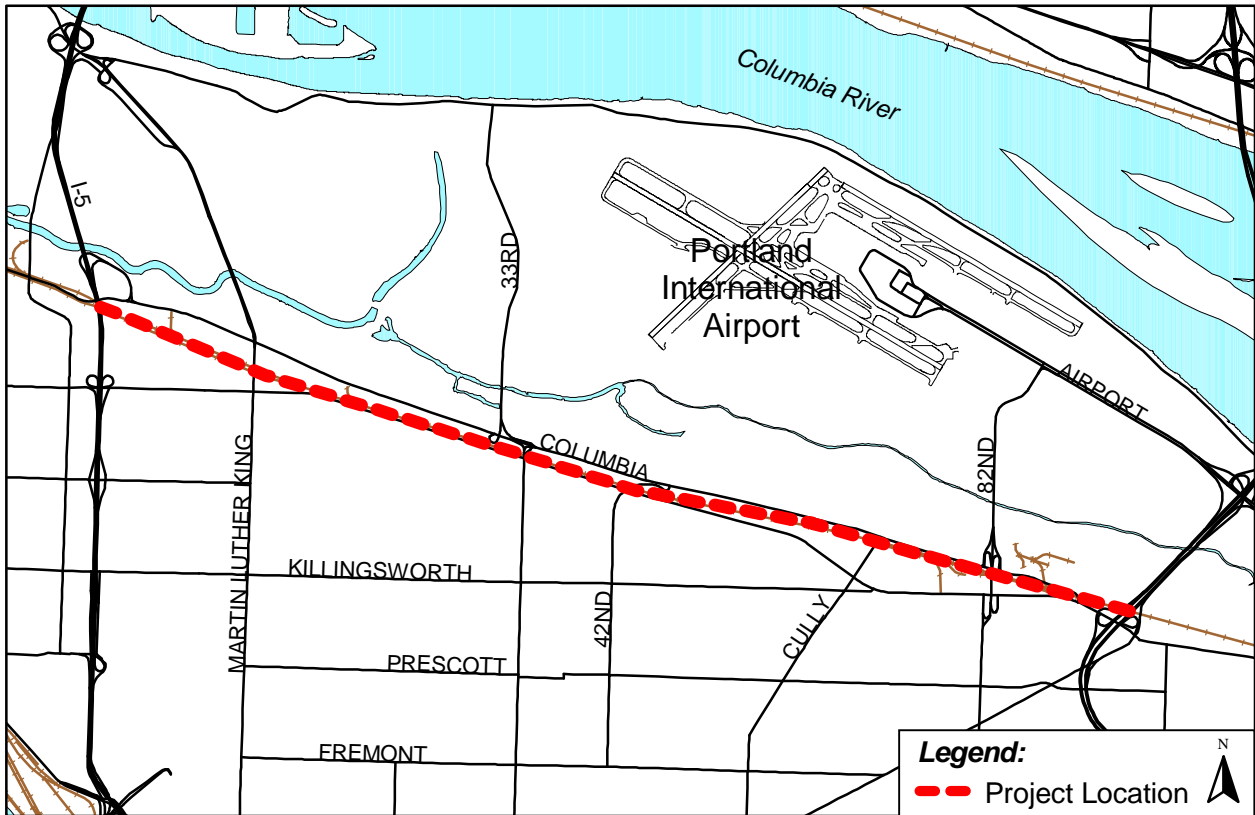 Columbia River
I-5
33RD
Portland
International
Airport
AIRPORT
COLUMBIA
82ND
MARTIN LUTHER KING
KILLINGSWORTH
42ND
CULLY
PRESCOTT
FREMONT
Legend:
N
Project Location